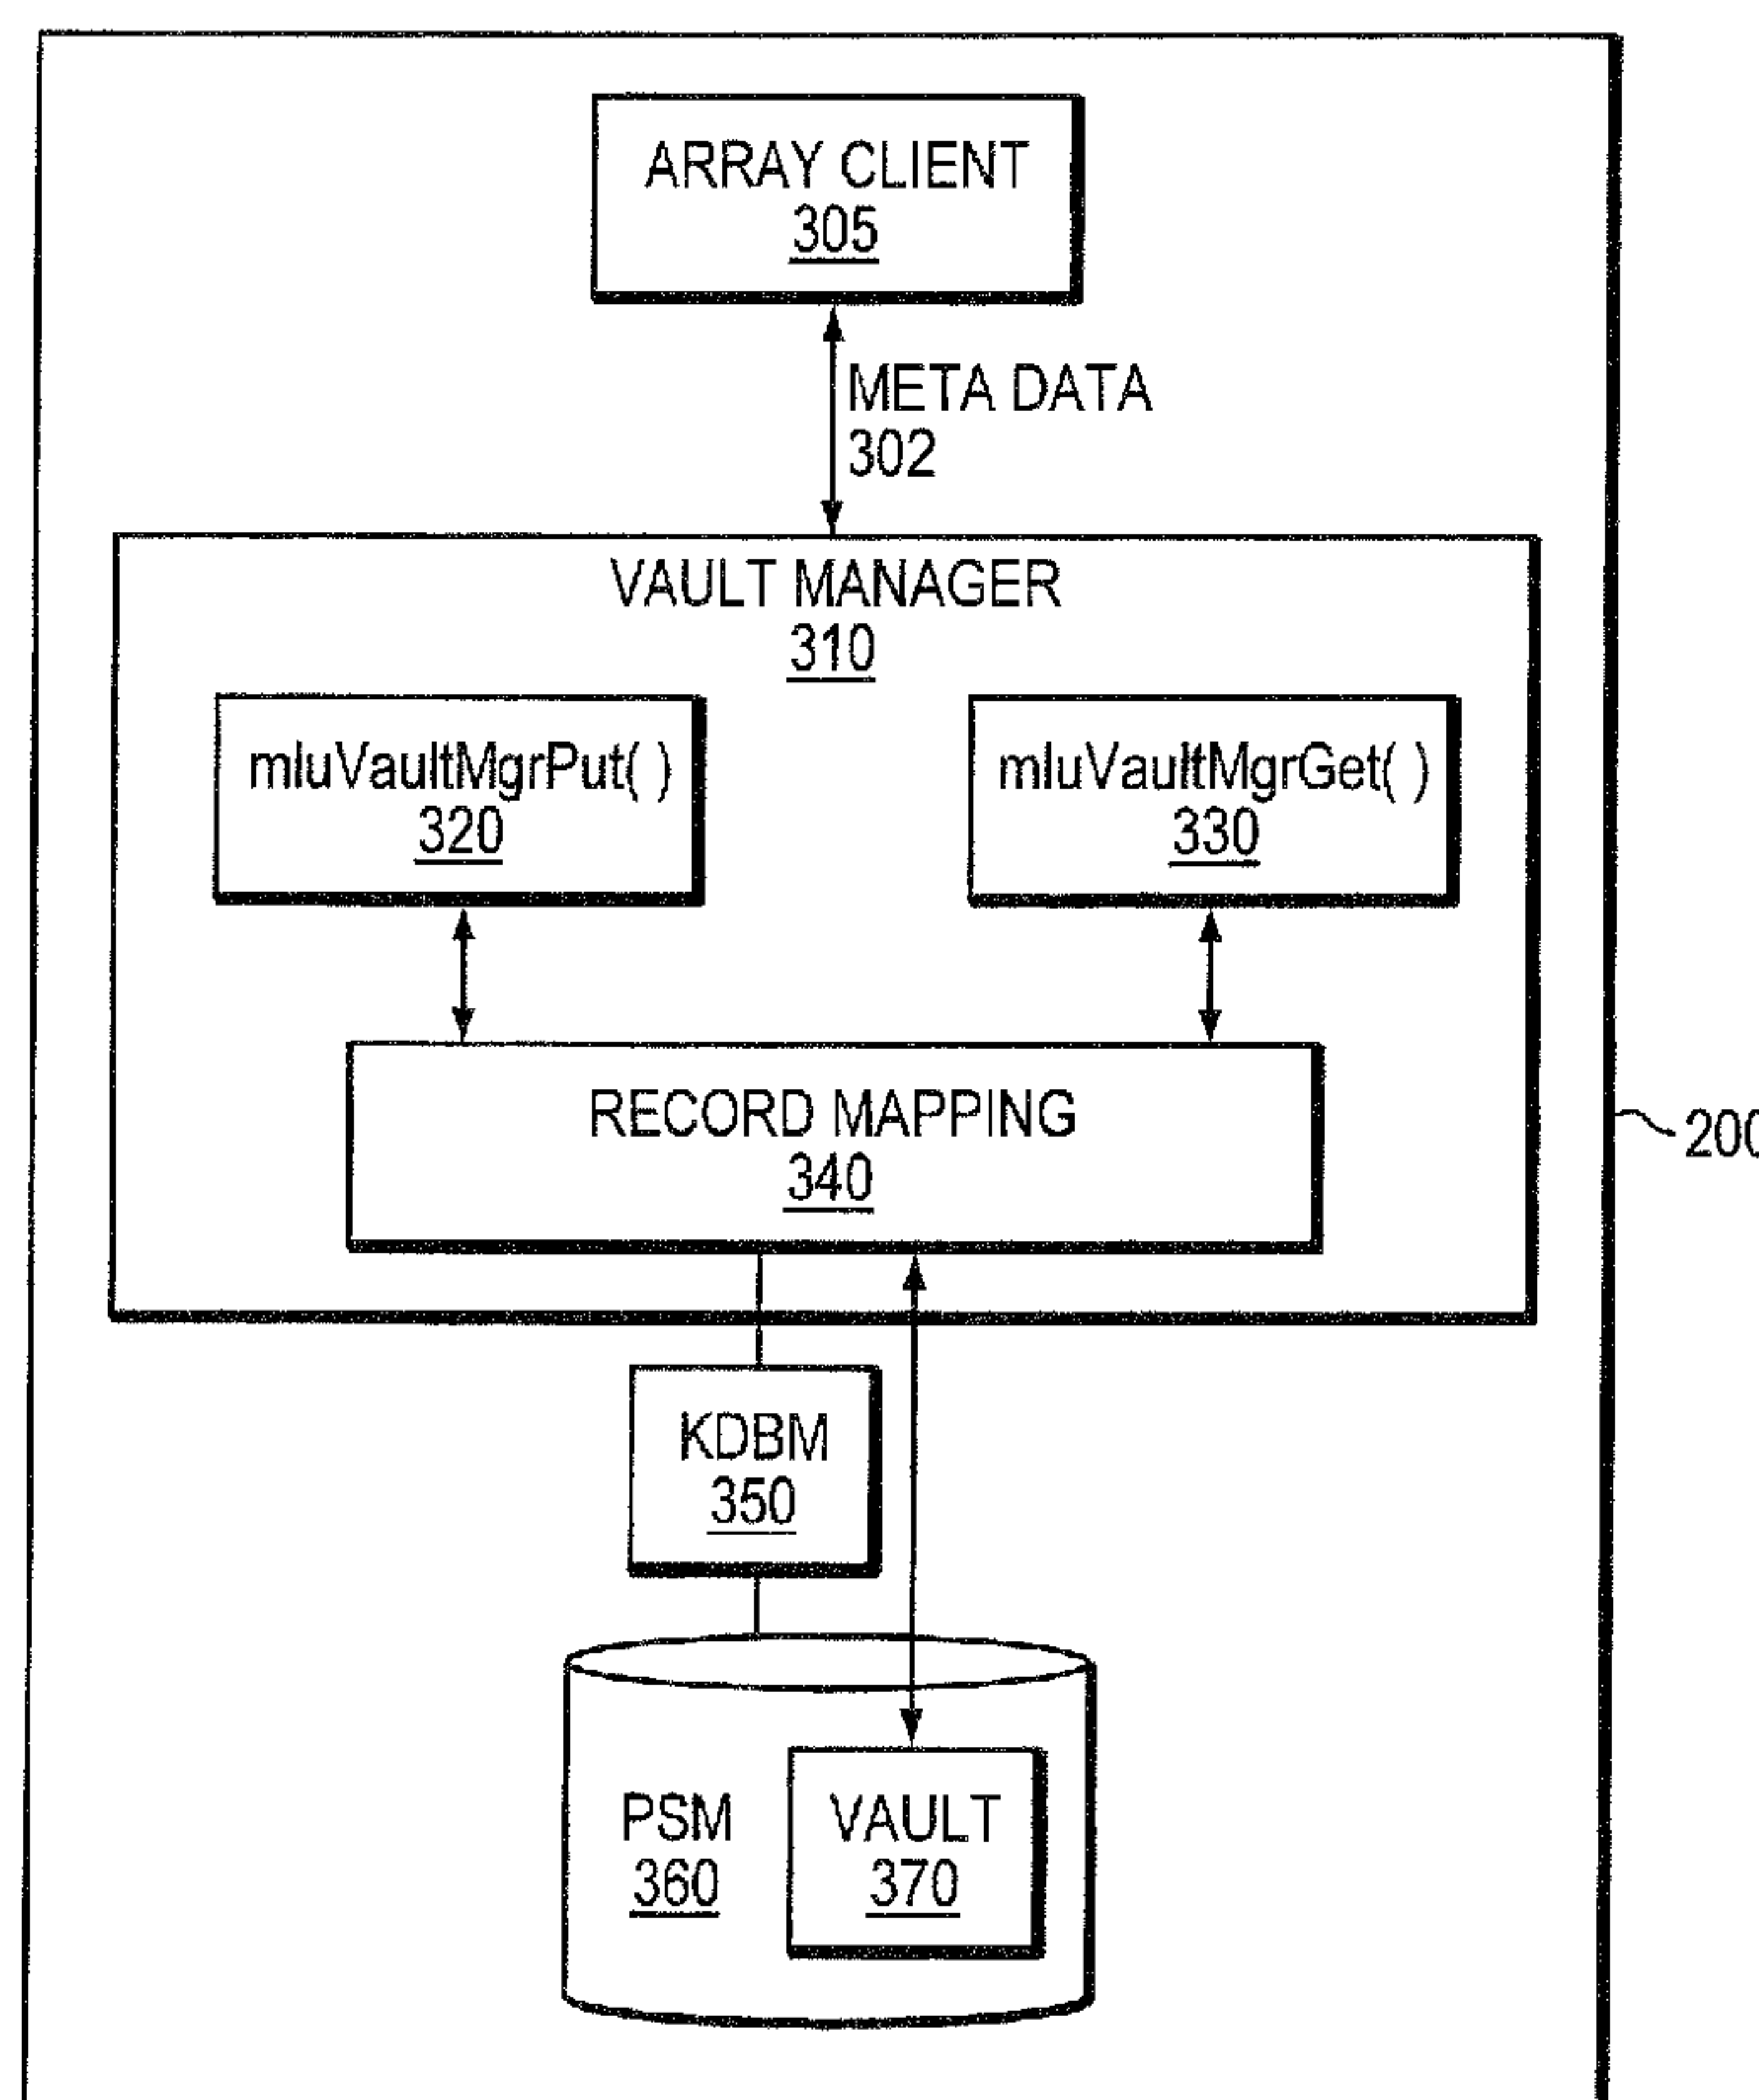 ARRAY CLIENT
305
META DATA
302
VAULT MANAGER
310
mluVaultMgrPut( )
320
mluVaultMgrGet( )
330
RECORD MAPPING
340
200
KDBM
350
PSM
360
VAULT
370